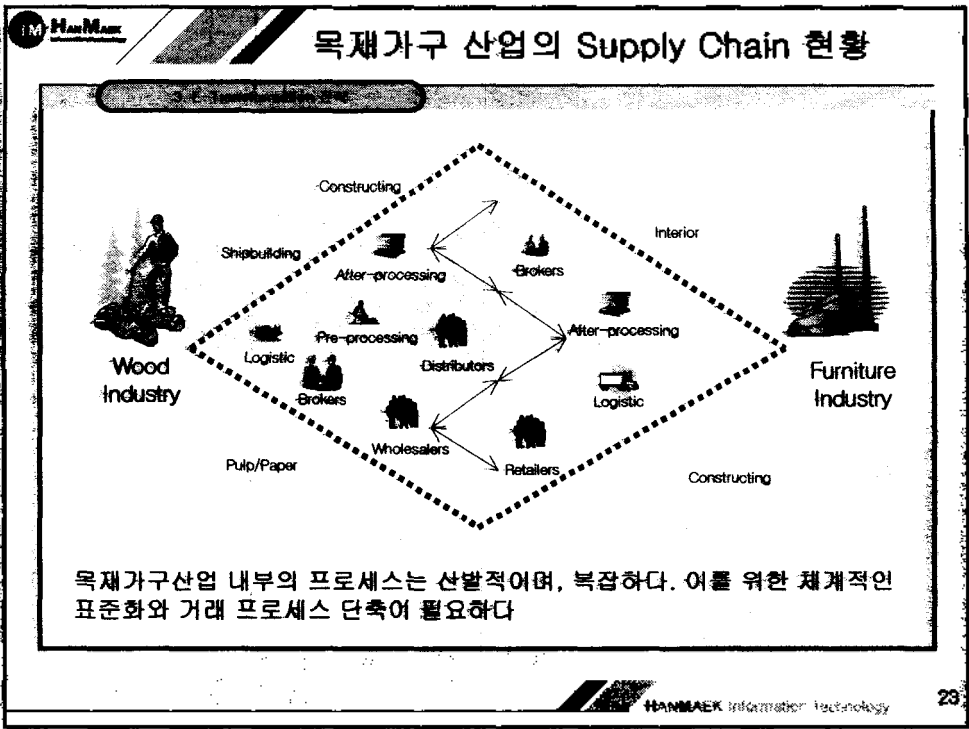 HANMAEK
목재가구 산업의 Supply Chain 현황
Constructing
Interior
Shipbuilding
After-processing
Brokers
Pre-processing
After-processing
Logistic
Distributors
Wood
Industry
Brokers
Logistic
Furniture
Industry
Wholesalers
Retailers
Pulp/Paper
Constructing
목재가구산업 내부의 프로세스는 산발적이며, 복잡하다. 이를 위한 체계적인
표준화와 거래 프로세스 단축이 필요하다
HANMAEK Information Technology
23